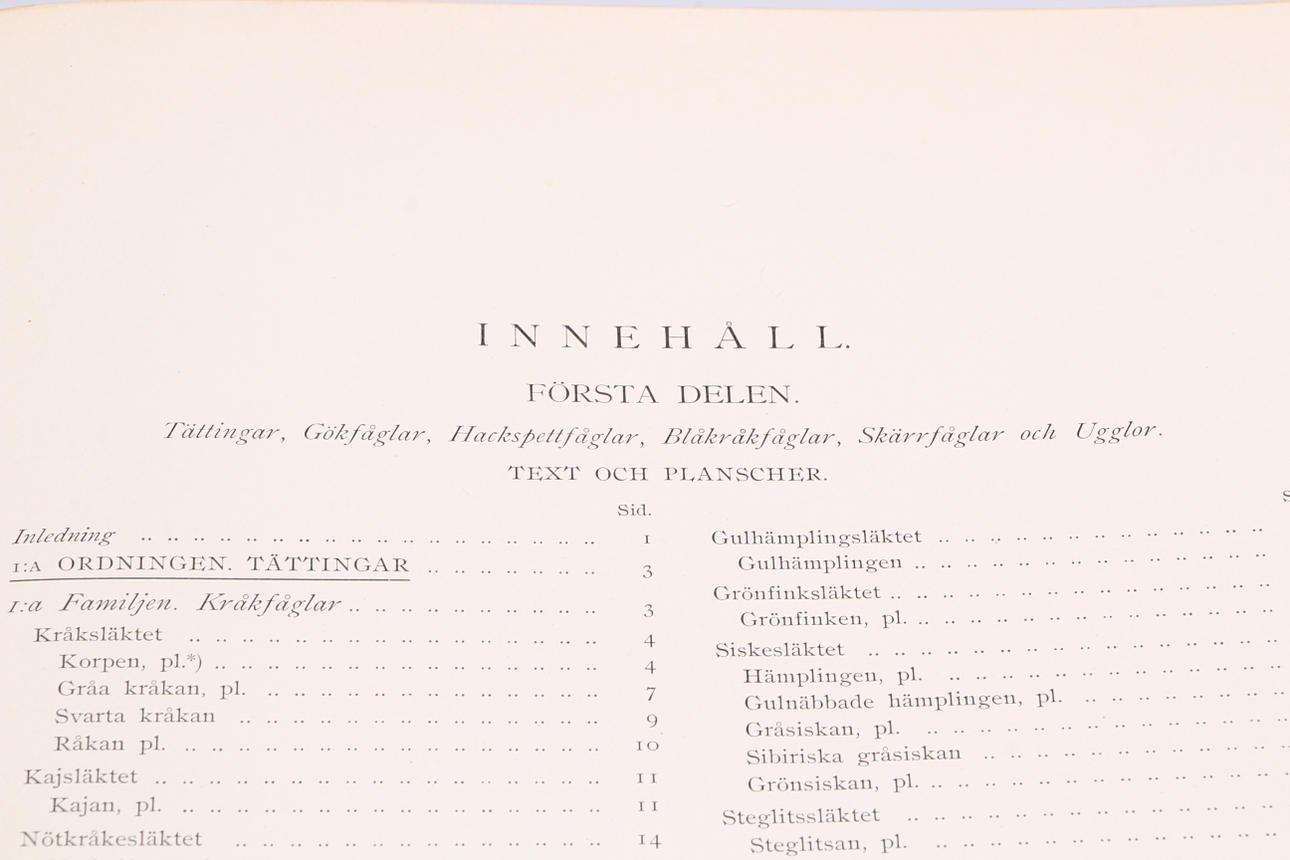 INNEHÅLL.
FÖRSTA DELEN.
Tättingar, Gökfåglar, Hackspettfåglar, Blåkråkfåglar, Skärrfåglar och Ugglor.
TEXT OCH PLANSCHER.
Sid.
Inledning .. .. .. .. .. .. .. .. .. .. .. .. .. .. .. .. .. .. 1
1:A ORDNINGEN. TÄTTINGAR .. .. .. .. .. .. .. 3
1:a Familjen. Kråkfåglar .. .. .. .. .. .. .. .. .. .. 3
Kråksläktet .. .. .. .. .. .. .. .. .. .. .. .. .. .. .. .. 4
Korpen, pl.*) .. .. .. .. .. .. .. .. .. .. .. .. .. .. .. 4
Gråa kråkan, pl. .. .. .. .. .. .. .. .. .. .. .. .. .. 7
Svarta kråkan .. .. .. .. .. .. .. .. .. .. .. .. .. .. 9
Råkan pl. .. .. .. .. .. .. .. .. .. .. .. .. .. .. .. .. .. 10
Kajsläktet .. .. .. .. .. .. .. .. .. .. .. .. .. .. .. .. .. 11
Kajan, pl. .. .. .. .. .. .. .. .. .. .. .. .. .. .. .. .. 11
Nötkråkesläktet .. .. .. .. .. .. .. .. .. .. .. .. .. .. 14
Gulhämplingsläktet .. .. .. .. .. .. .. .. .. .. .. .. ..
Gulhämplingen .. .. .. .. .. .. .. .. .. .. .. .. .. ..
Grönfinksläktet .. .. .. .. .. .. .. .. .. .. .. .. .. .. ..
Grönfinken, pl. .. .. .. .. .. .. .. .. .. .. .. .. .. ..
Siskesläktet .. .. .. .. .. .. .. .. .. .. .. .. .. .. .. ..
Hämplingen, pl. .. .. .. .. .. .. .. .. .. .. .. .. ..
Gulnäbbade hämplingen, pl. .. .. .. .. .. .. .. ..
Gråsiskan, pl. .. .. .. .. .. .. .. .. .. .. .. .. .. ..
Sibiriska gråsiskan .. .. .. .. .. .. .. .. .. .. .. ..
Grönsiskan, pl. .. .. .. .. .. .. .. .. .. .. .. .. .. ..
Steglitssläktet .. .. .. .. .. .. .. .. .. .. .. .. .. ..
Steglitsan, pl. .. .. .. .. .. .. .. .. .. .. .. .. ..